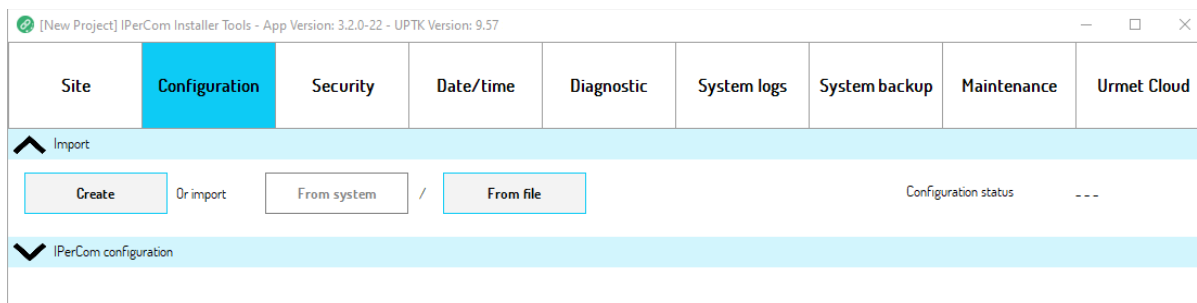 [New Project] IPerCom Installer Tools - App Version: 3.2.0-22 - UPTK Version: 9.57
Site Configuration Security Date/time Diagnostic System logs System backup Maintenance Urmet Cloud
Import
Create Or import From system / From file Configuration status ---
IPerCom configuration